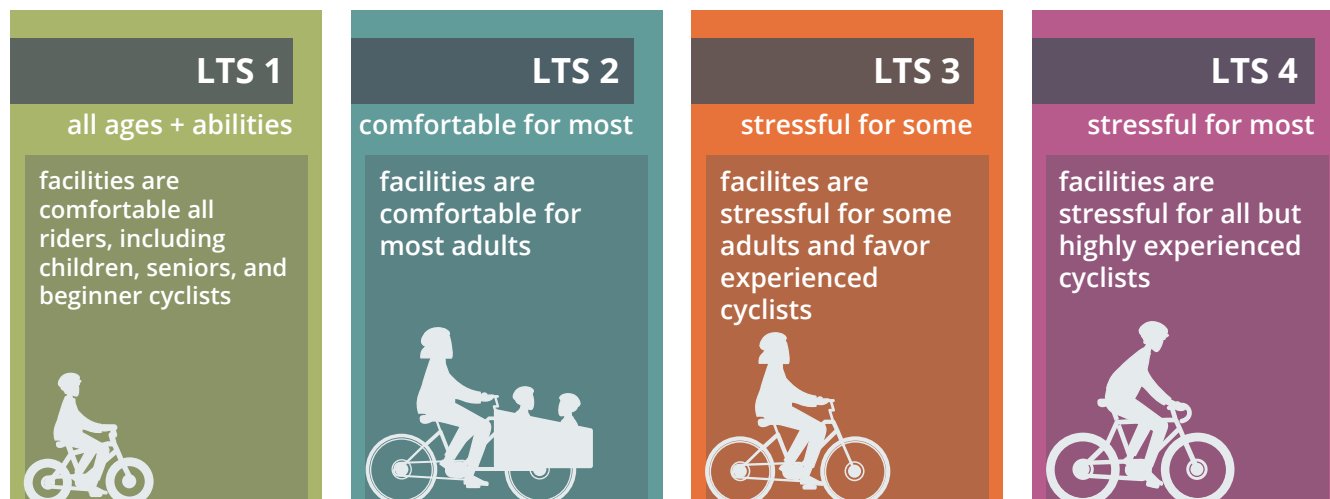 LTS 1
all ages + abilities
facilities are
comfortable all
riders, including
children, seniors, and
beginner cyclists
LTS 2
comfortable for most
facilities are
comfortable for
most adults
LTS 3
stressful for some
facilites are
stressful for some
adults and favor
experienced
cyclists
LTS 4
stressful for most
facilites are
stressful for all but
highly experienced
cyclists